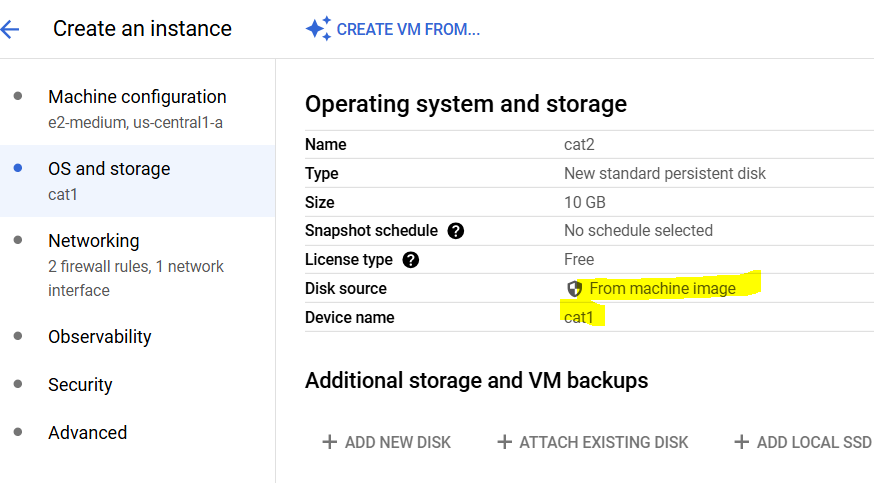 Create an instance
CREATE VM FROM...
Machine configuration
e2-medium, us-central1-a
OS and storage
cat1
Networking
2 firewall rules, 1 network
interface
Observability
Security
Advanced
Operating system and storage
Name cat2
Type New standard persistent disk
Size 10 GB
Snapshot schedule ? No schedule selected
License type ? Free
Disk source From machine image
Device name cat1
Additional storage and VM backups
+ ADD NEW DISK + ATTACH EXISTING DISK + ADD LOCAL SSD